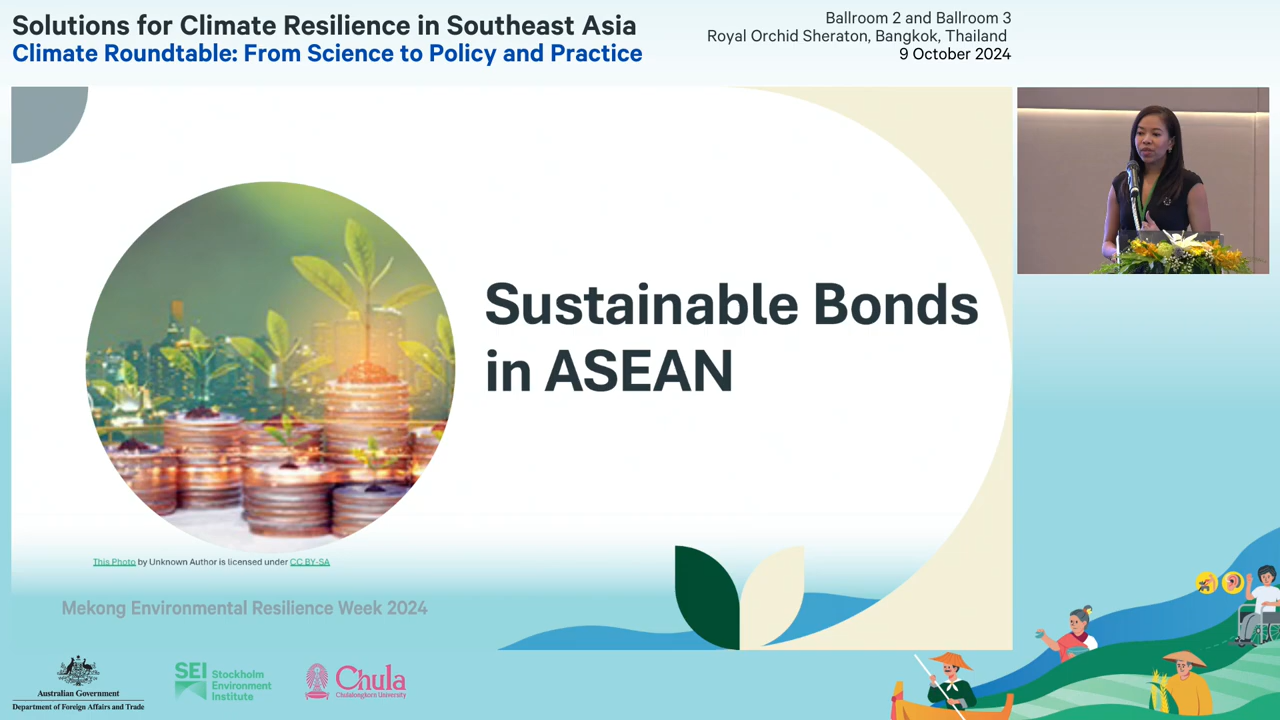 Solutions for Climate Resilience in Southeast Asia
Climate Roundtable: From Science to Policy and Practice
Ballroom 2 and Ballroom 3
Royal Orchid Sheraton, Bangkok, Thailand
9 October 2024
Sustainable Bonds
in ASEAN
This Photo by Unknown Author is licensed under CC BY-SA
Mekong Environmental Resilience Week 2024
Australian Government
Department of Foreign Affairs and Trade
SEI Stockholm
Environment
Institute
Chula
Chulalongkorn University